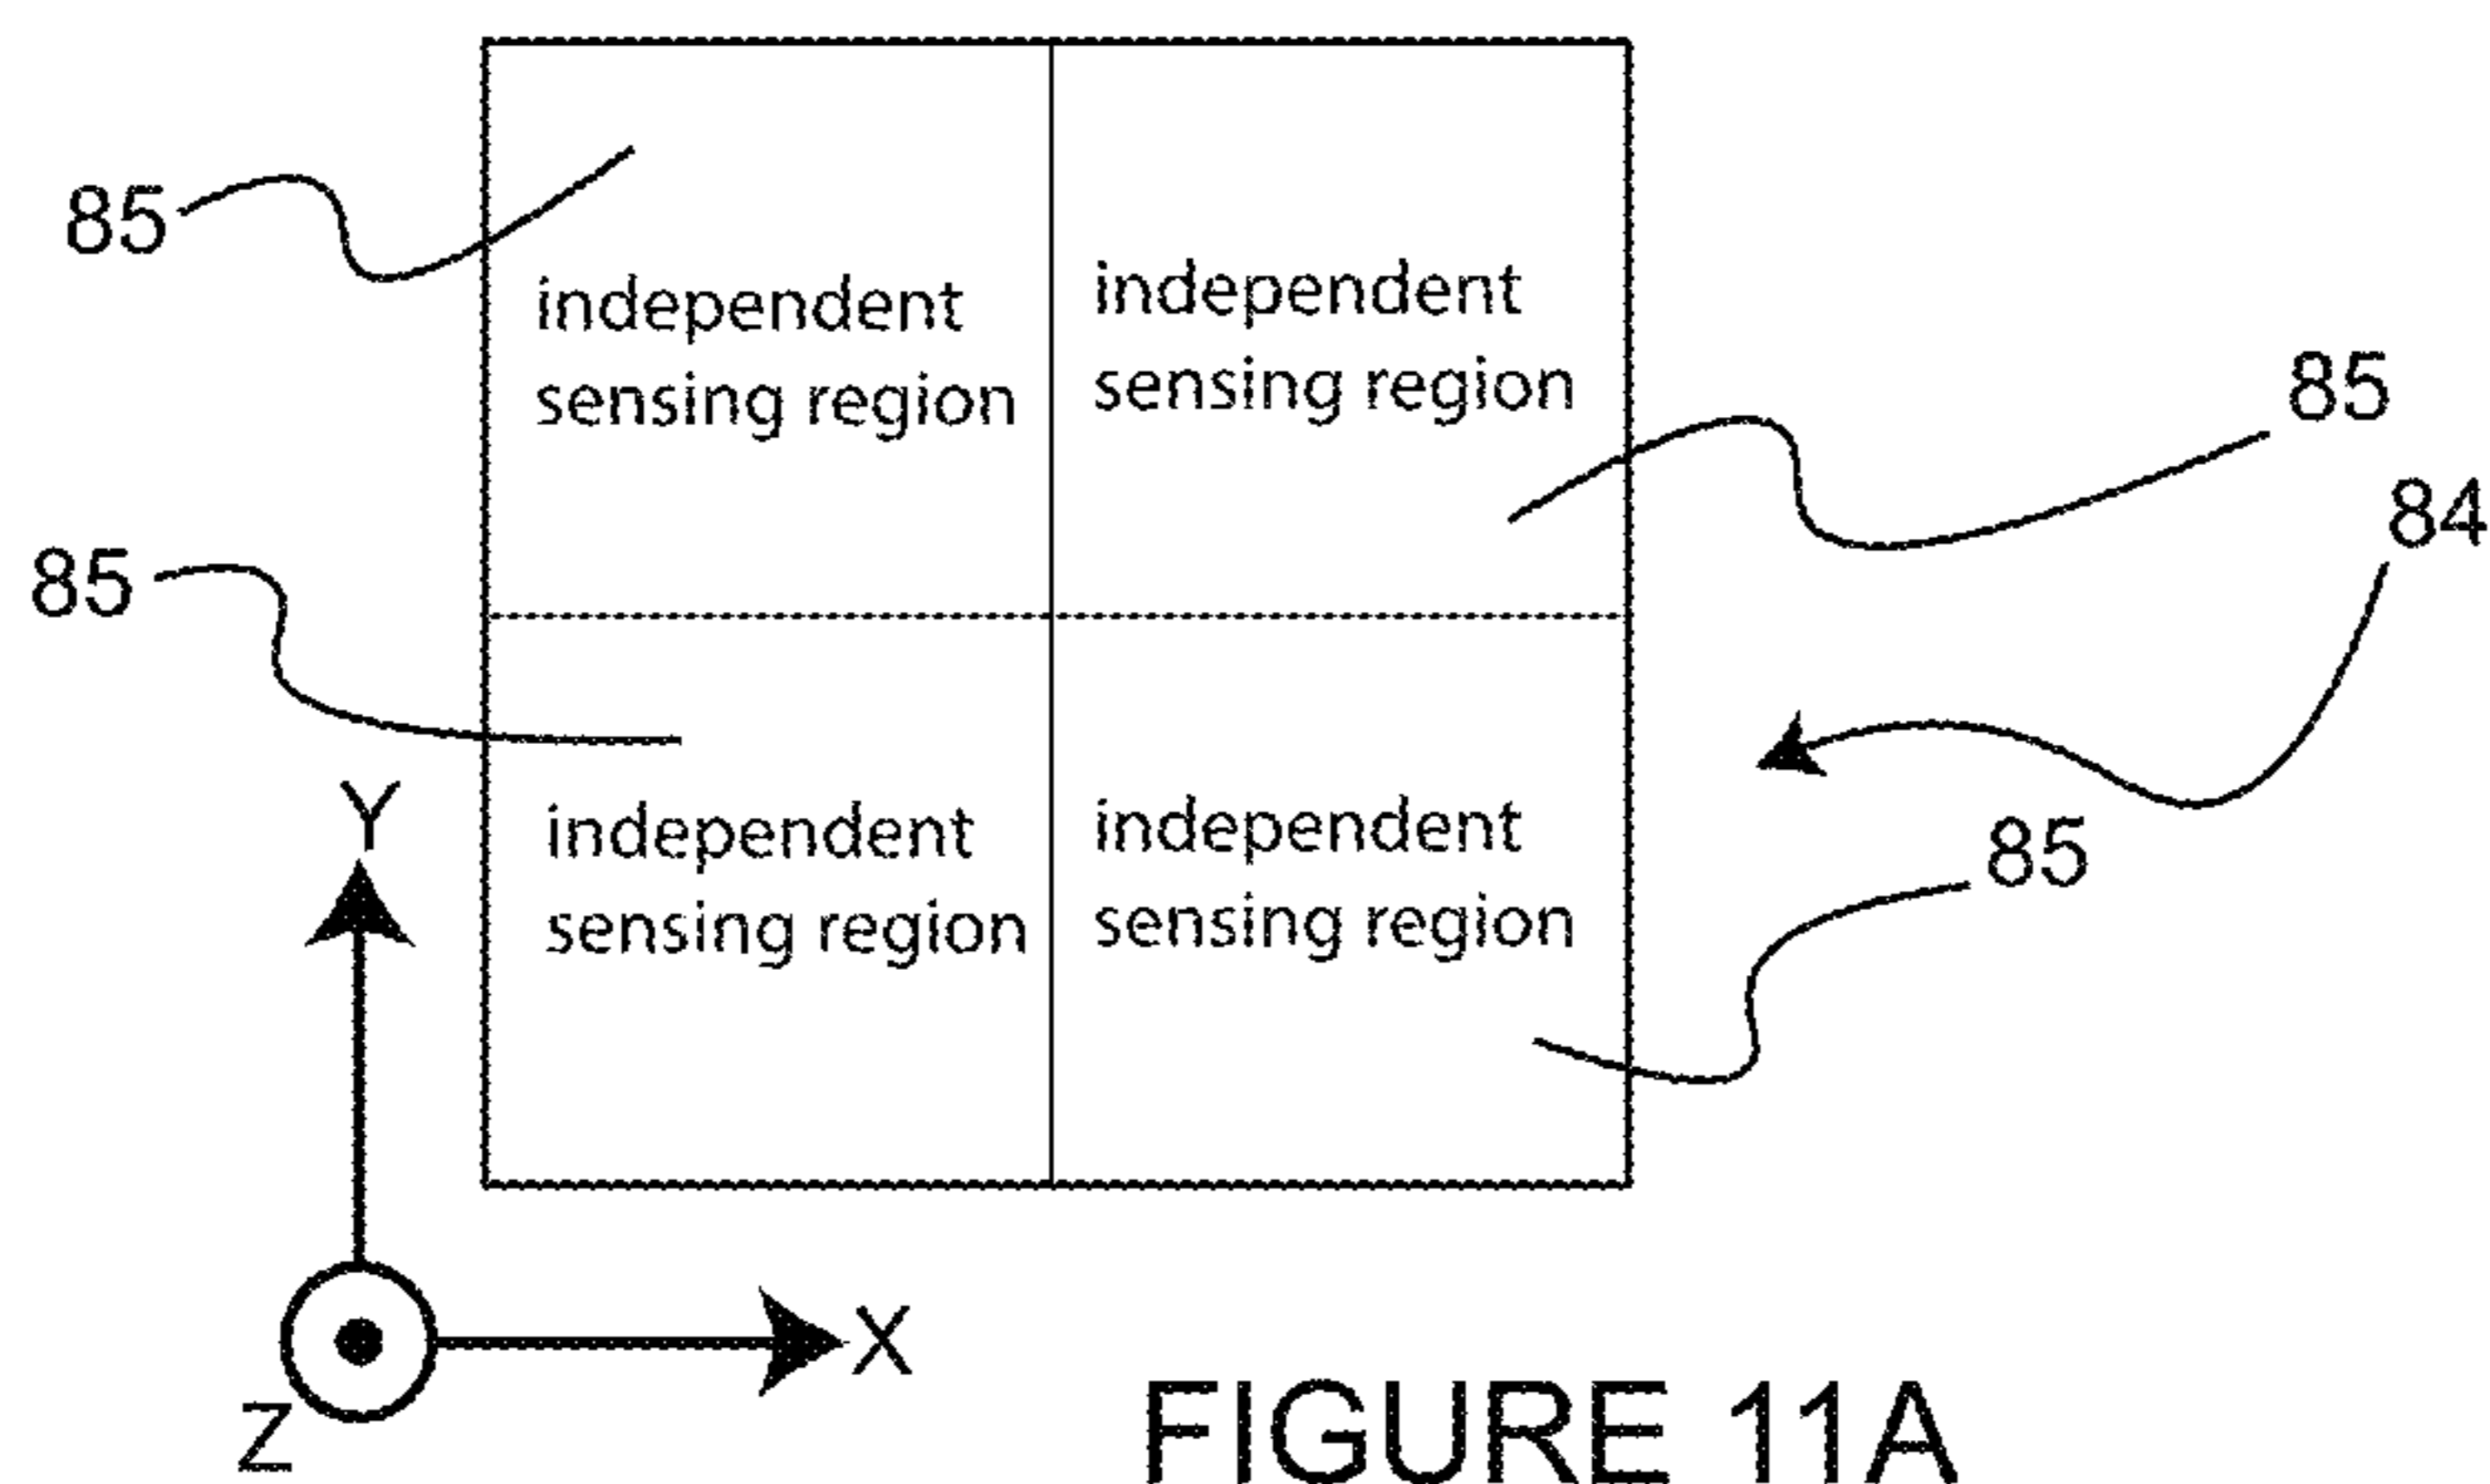 85
independent
sensing region
independent
sensing region
85
84
85
independent
sensing region
independent
sensing region
85
Y
X
Z
FIGURE 11A